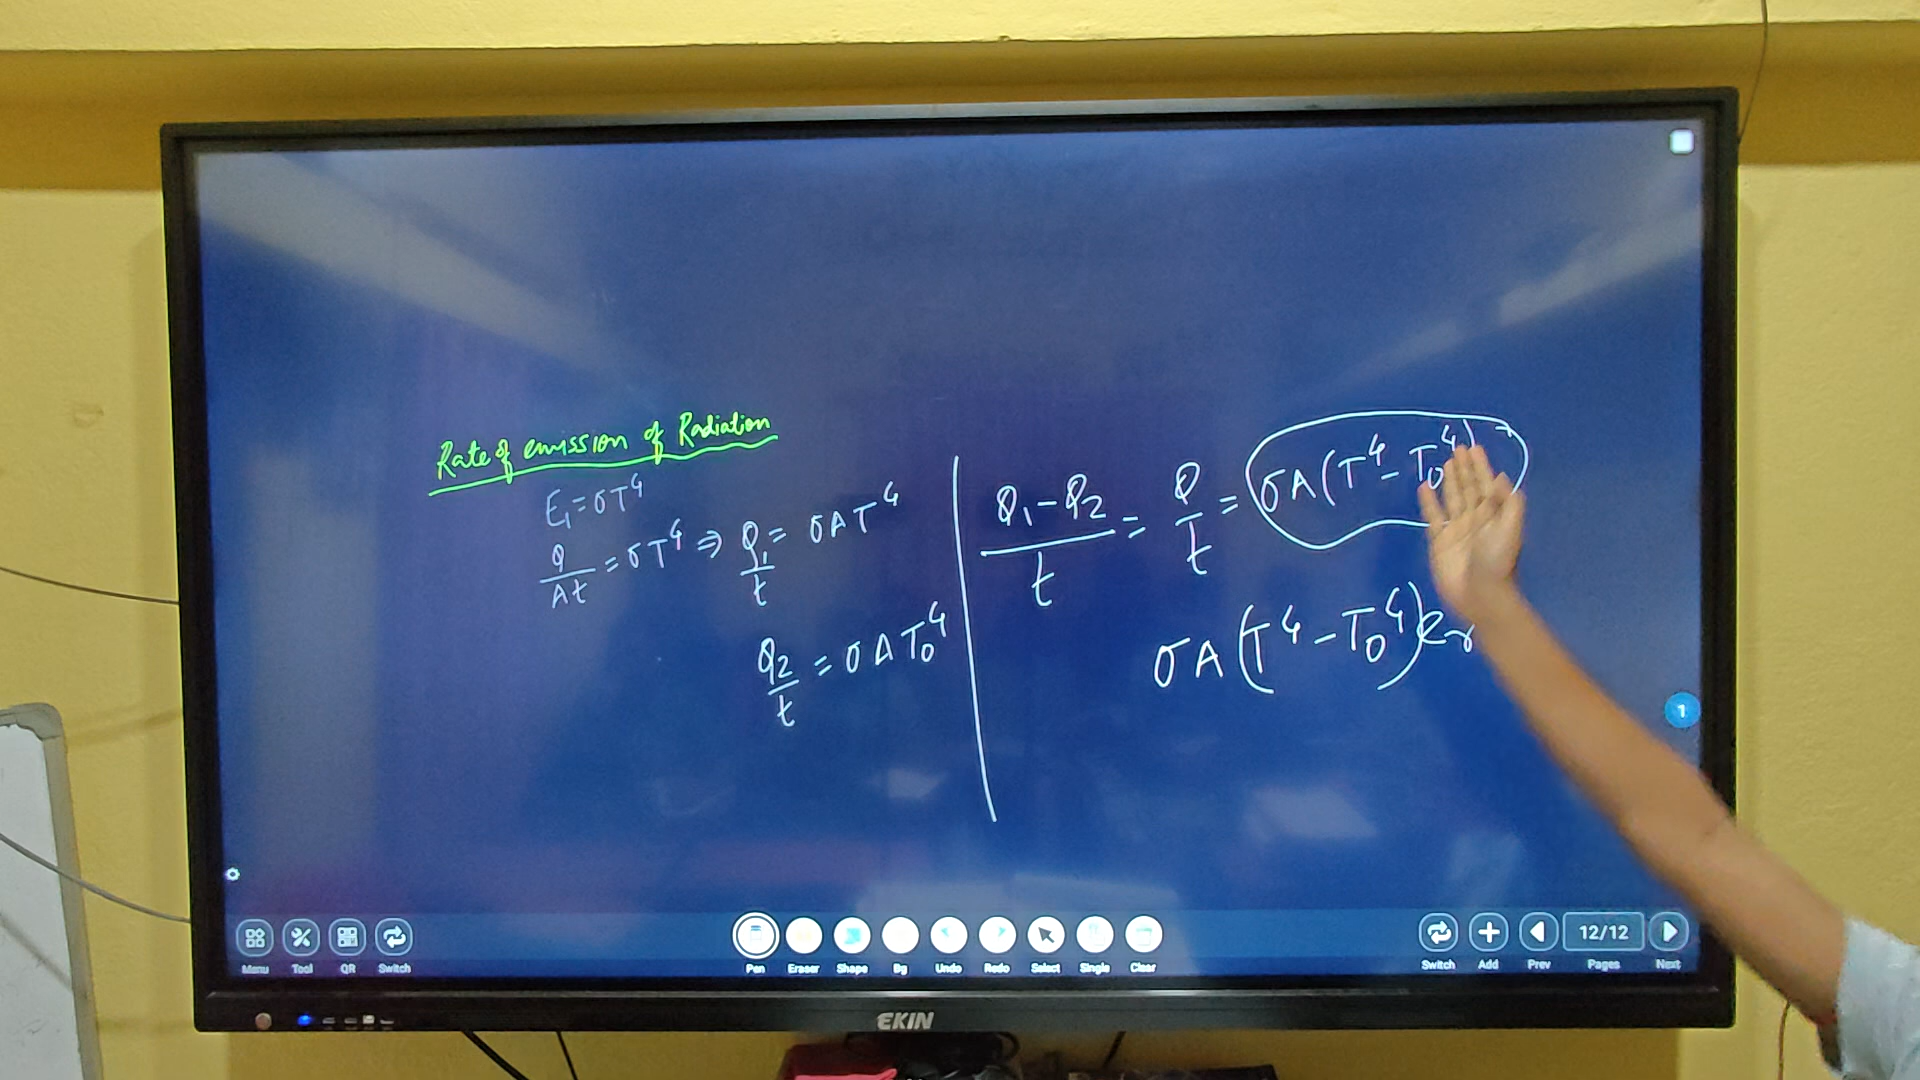 Rate of emission of Radiation
E₁ = σT⁴
Q/At = σT⁴ ⇒ Q₁/t = σAT⁴
Q₂/t = σAT₀⁴
(Q₁ - Q₂)/t = Q/t = σA(T⁴ - T₀⁴)
σA(T⁴ - T₀⁴)er
1
Menu Tool QR Switch
Pen Eraser Shape Bg Undo Redo Select Single Clear
12/12
Switch Add Prev Pages Next
EKIN